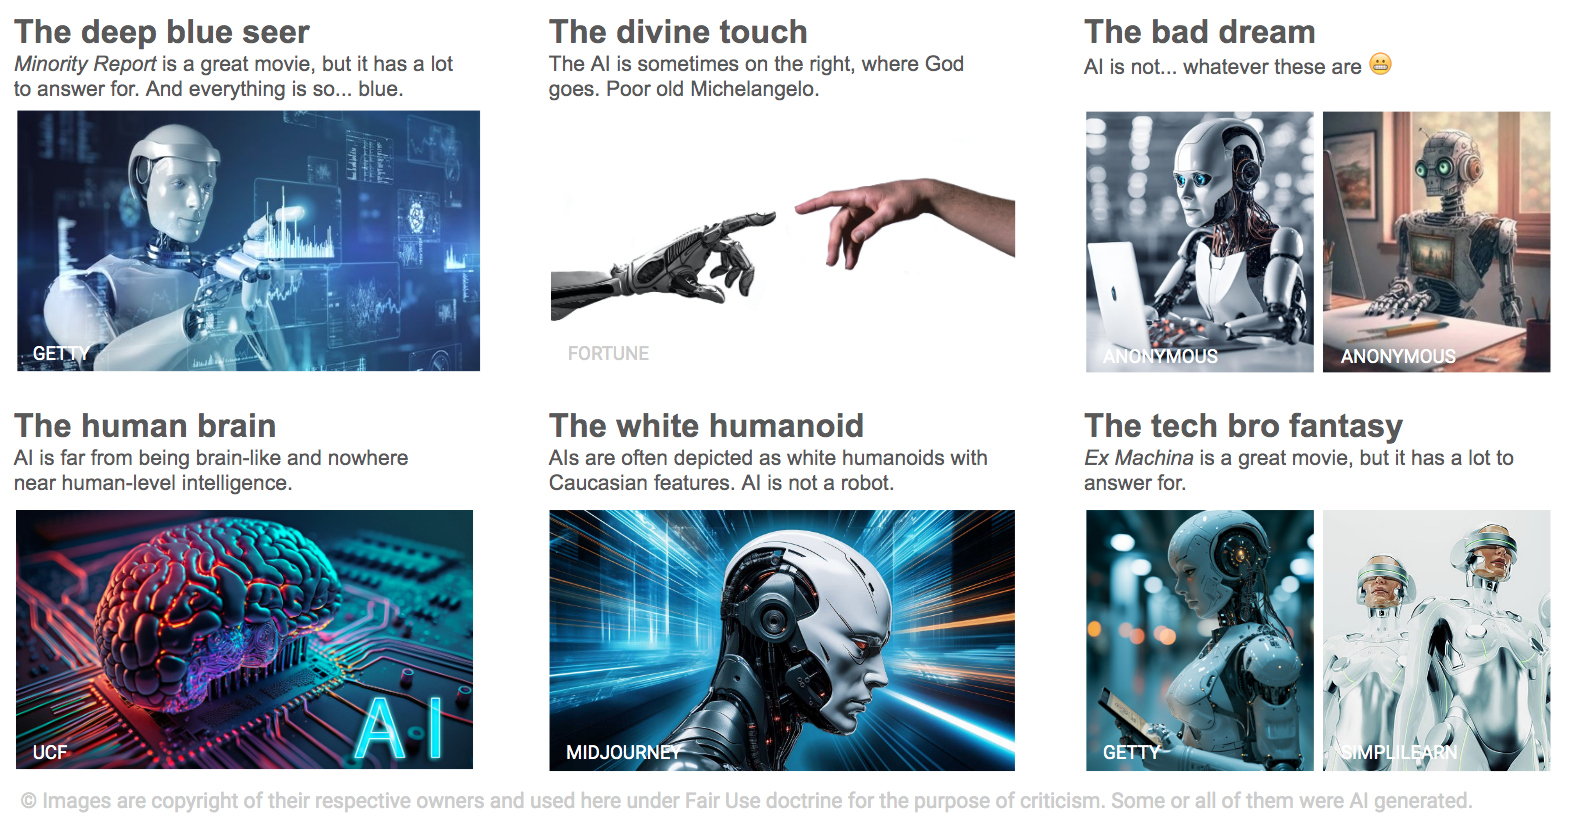 The deep blue seer
Minority Report is a great movie, but it has a lot
to answer for. And everything is so... blue.
GETTY
The divine touch
The AI is sometimes on the right, where God
goes. Poor old Michelangelo.
FORTUNE
The bad dream
AI is not... whatever these are 😬
ANONYMOUS
ANONYMOUS
The human brain
AI is far from being brain-like and nowhere
near human-level intelligence.
AI
UCF
The white humanoid
AIs are often depicted as white humanoids with
Caucasian features. AI is not a robot.
MIDJOURNEY
The tech bro fantasy
Ex Machina is a great movie, but it has a lot to
answer for.
GETTY
SIMPLILEARN
© Images are copyright of their respective owners and used here under Fair Use doctrine for the purpose of criticism. Some or all of them were AI generated.